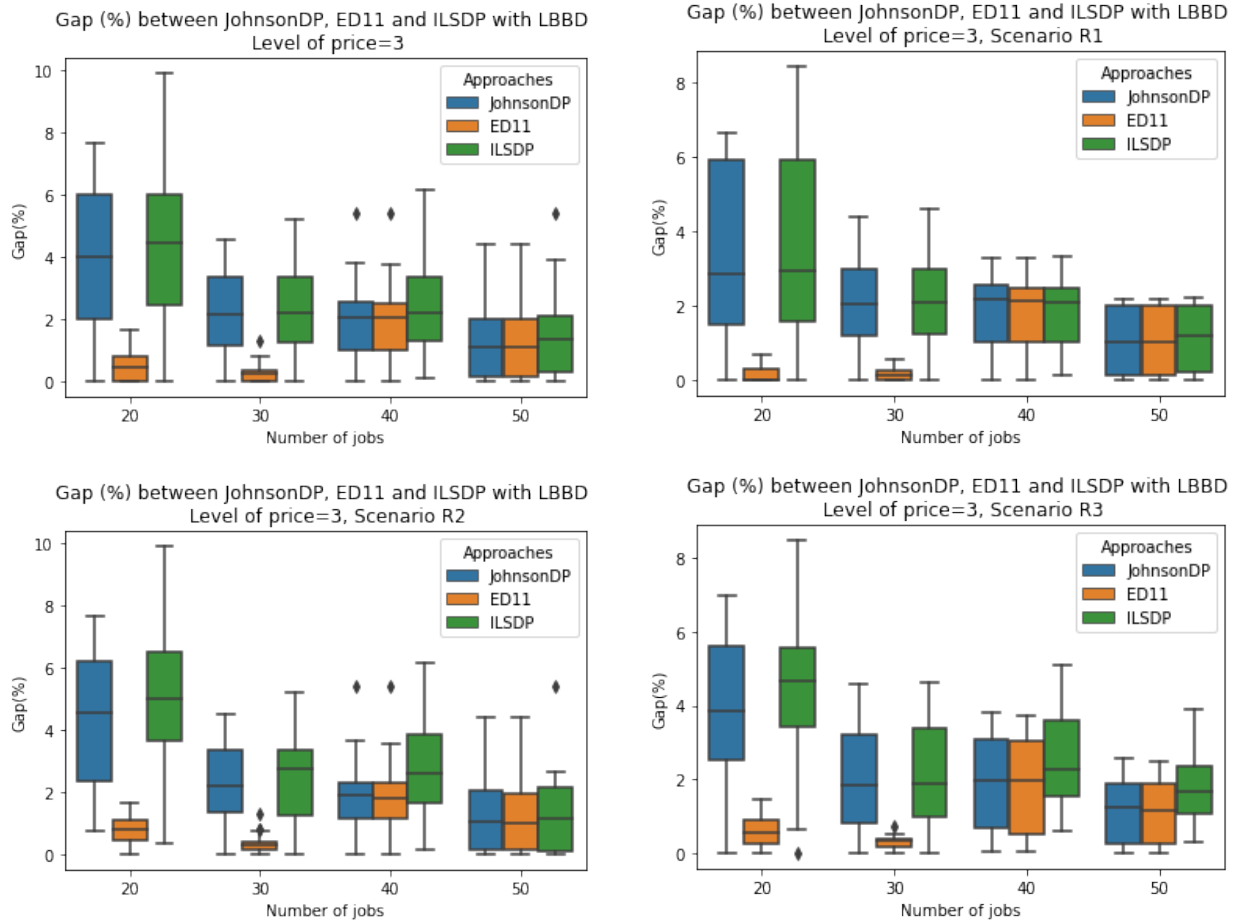 Gap (%) between JohnsonDP, ED11 and ILSDP with LBBD
Level of price=3
Approaches
JohnsonDP
ED11
ILSDP
Gap(%)
10
8
6
4
2
0
20 30 40 50
Number of jobs
Gap (%) between JohnsonDP, ED11 and ILSDP with LBBD
Level of price=3, Scenario R1
Approaches
JohnsonDP
ED11
ILSDP
Gap(%)
8
6
4
2
0
20 30 40 50
Number of jobs
Gap (%) between JohnsonDP, ED11 and ILSDP with LBBD
Level of price=3, Scenario R2
Approaches
JohnsonDP
ED11
ILSDP
Gap(%)
10
8
6
4
2
0
20 30 40 50
Number of jobs
Gap (%) between JohnsonDP, ED11 and ILSDP with LBBD
Level of price=3, Scenario R3
Approaches
JohnsonDP
ED11
ILSDP
Gap(%)
8
6
4
2
0
20 30 40 50
Number of jobs